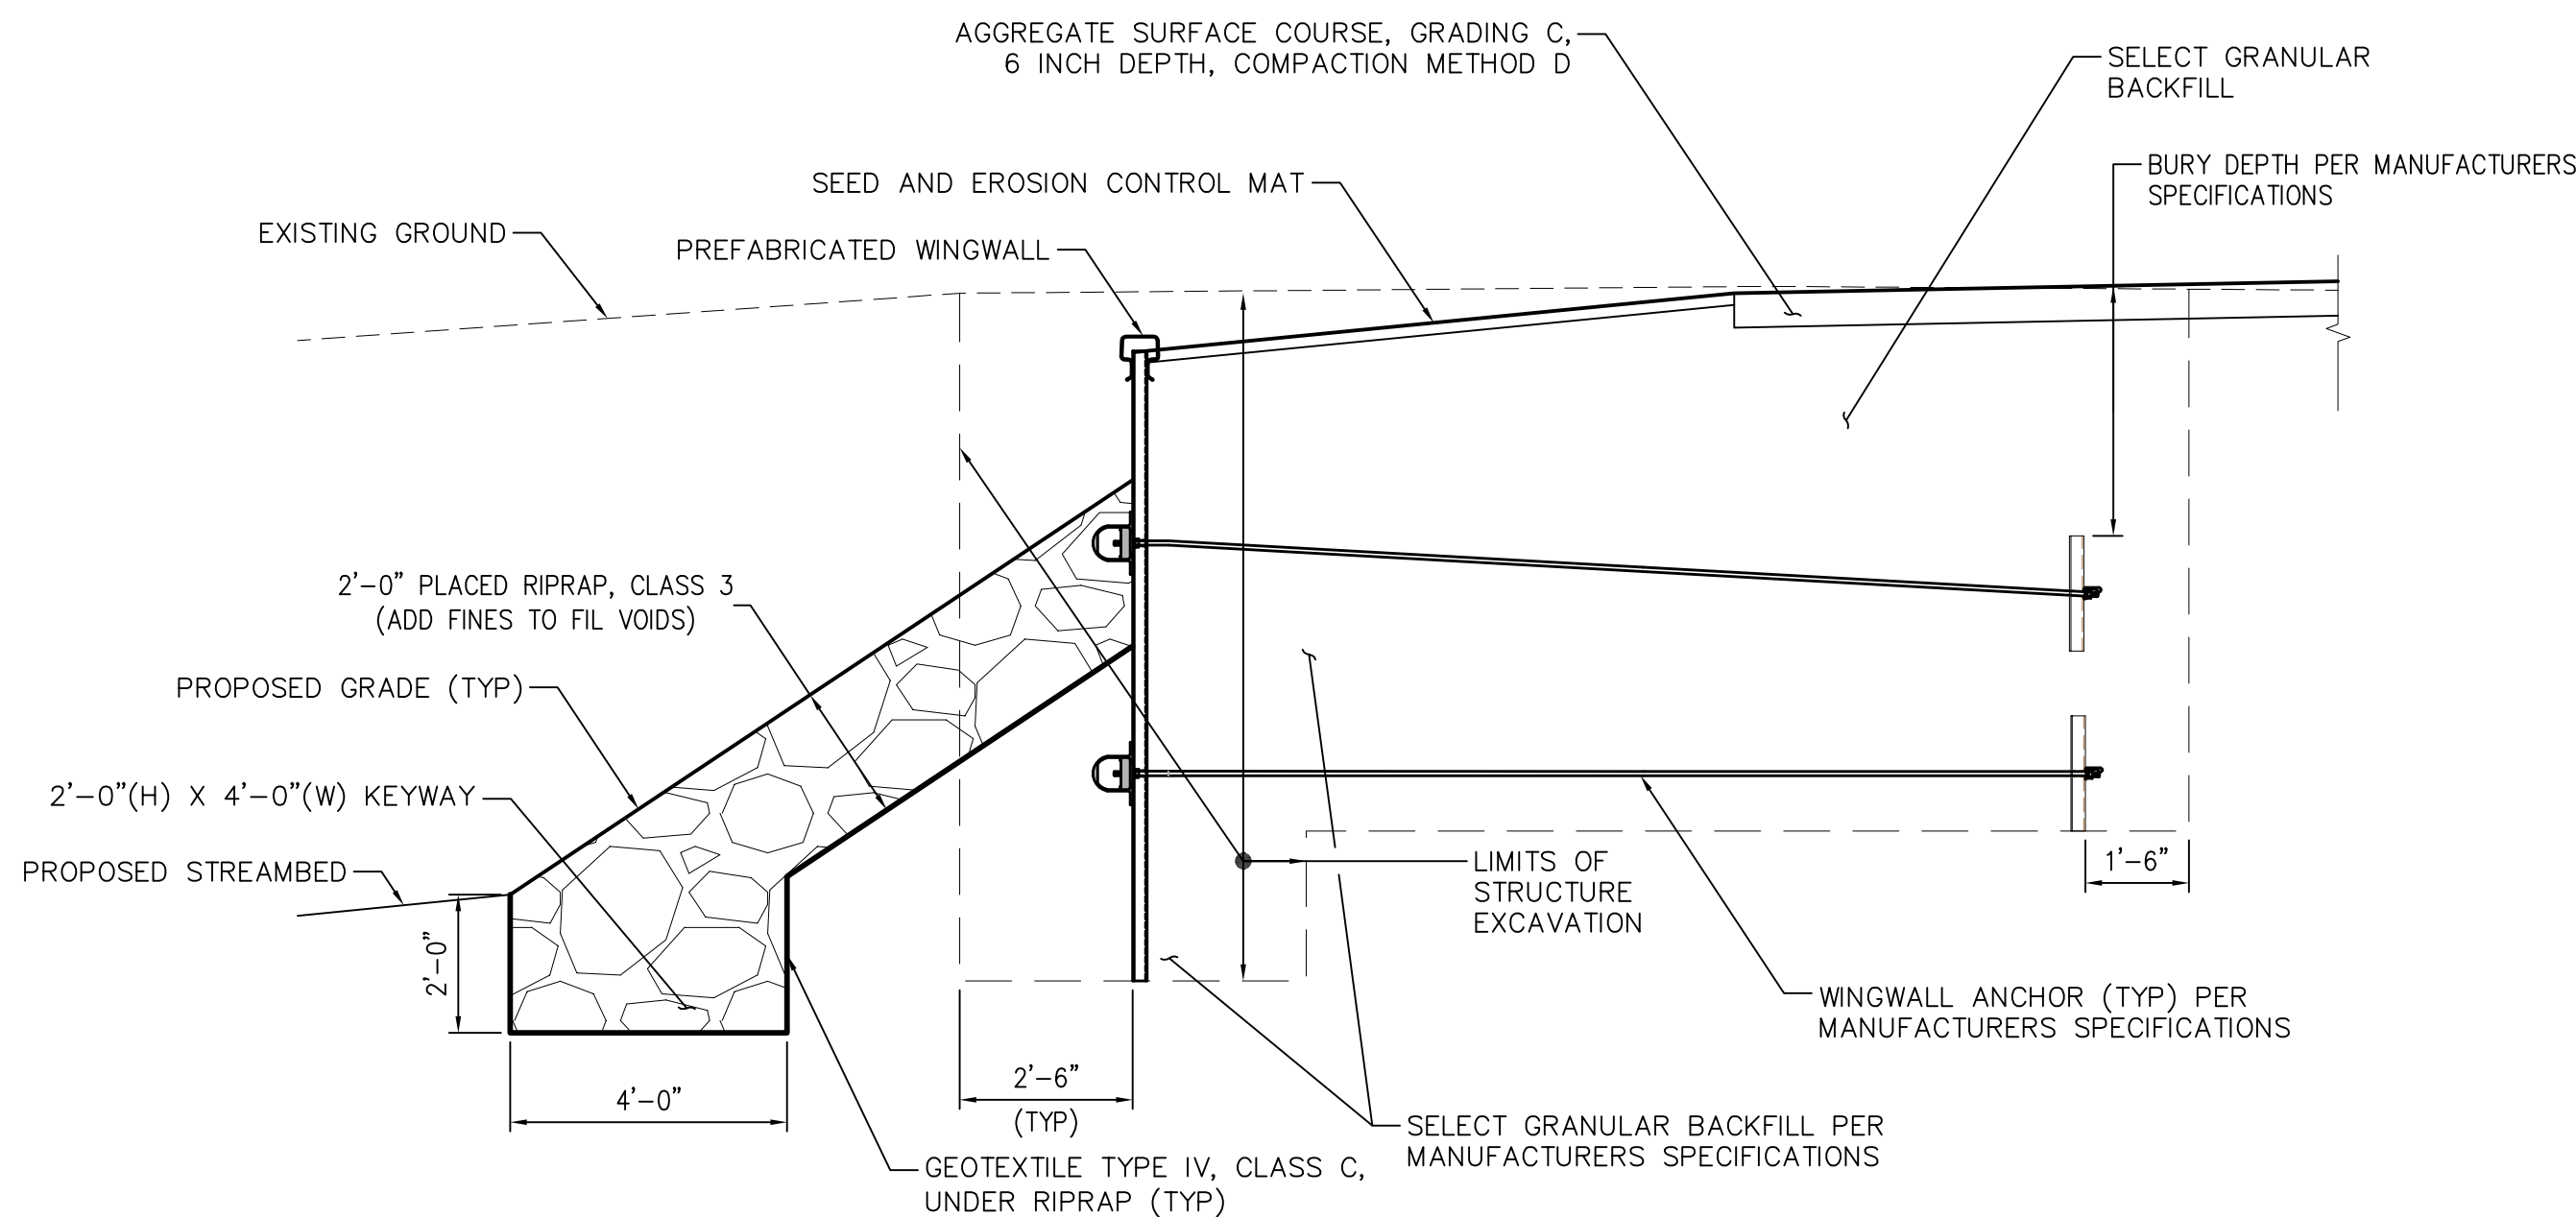 AGGREGATE SURFACE COURSE, GRADING C,
6 INCH DEPTH, COMPACTION METHOD D
SELECT GRANULAR
BACKFILL
BURY DEPTH PER MANUFACTURERS
SPECIFICATIONS
SEED AND EROSION CONTROL MAT
EXISTING GROUND
PREFABRICATED WINGWALL
2'-0" PLACED RIPRAP, CLASS 3
(ADD FINES TO FIL VOIDS)
PROPOSED GRADE (TYP)
2'-0"(H) X 4'-0"(W) KEYWAY
PROPOSED STREAMBED
LIMITS OF
STRUCTURE
EXCAVATION
1'-6"
2'-0"
WINGWALL ANCHOR (TYP) PER
MANUFACTURERS SPECIFICATIONS
2'-6"
(TYP)
4'-0"
SELECT GRANULAR BACKFILL PER
MANUFACTURERS SPECIFICATIONS
GEOTEXTILE TYPE IV, CLASS C,
UNDER RIPRAP (TYP)